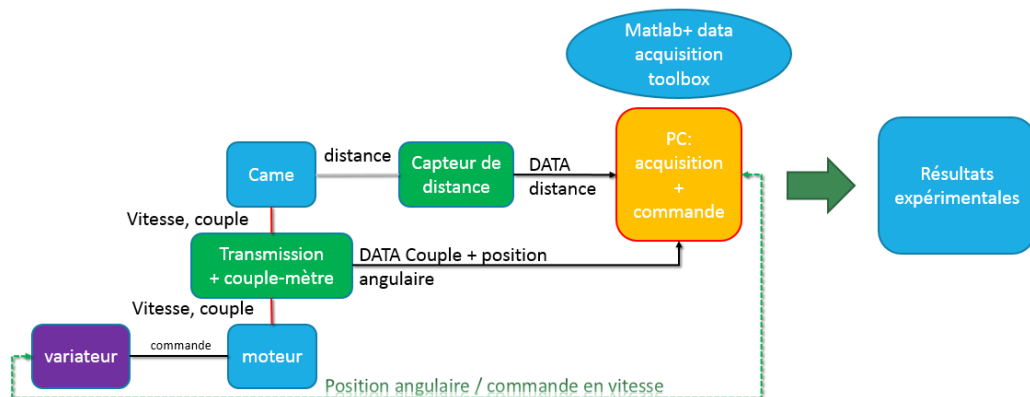 Matlab+ data
acquisition
toolbox
PC:
acquisition
+
commande
Résultats
expérimentales
distance
Came
Capteur de
distance
DATA
distance
Vitesse, couple
Transmission
+ couple-mètre
DATA Couple + position
angulaire
Vitesse, couple
variateur
commande
moteur
Position angulaire / commande en vitesse